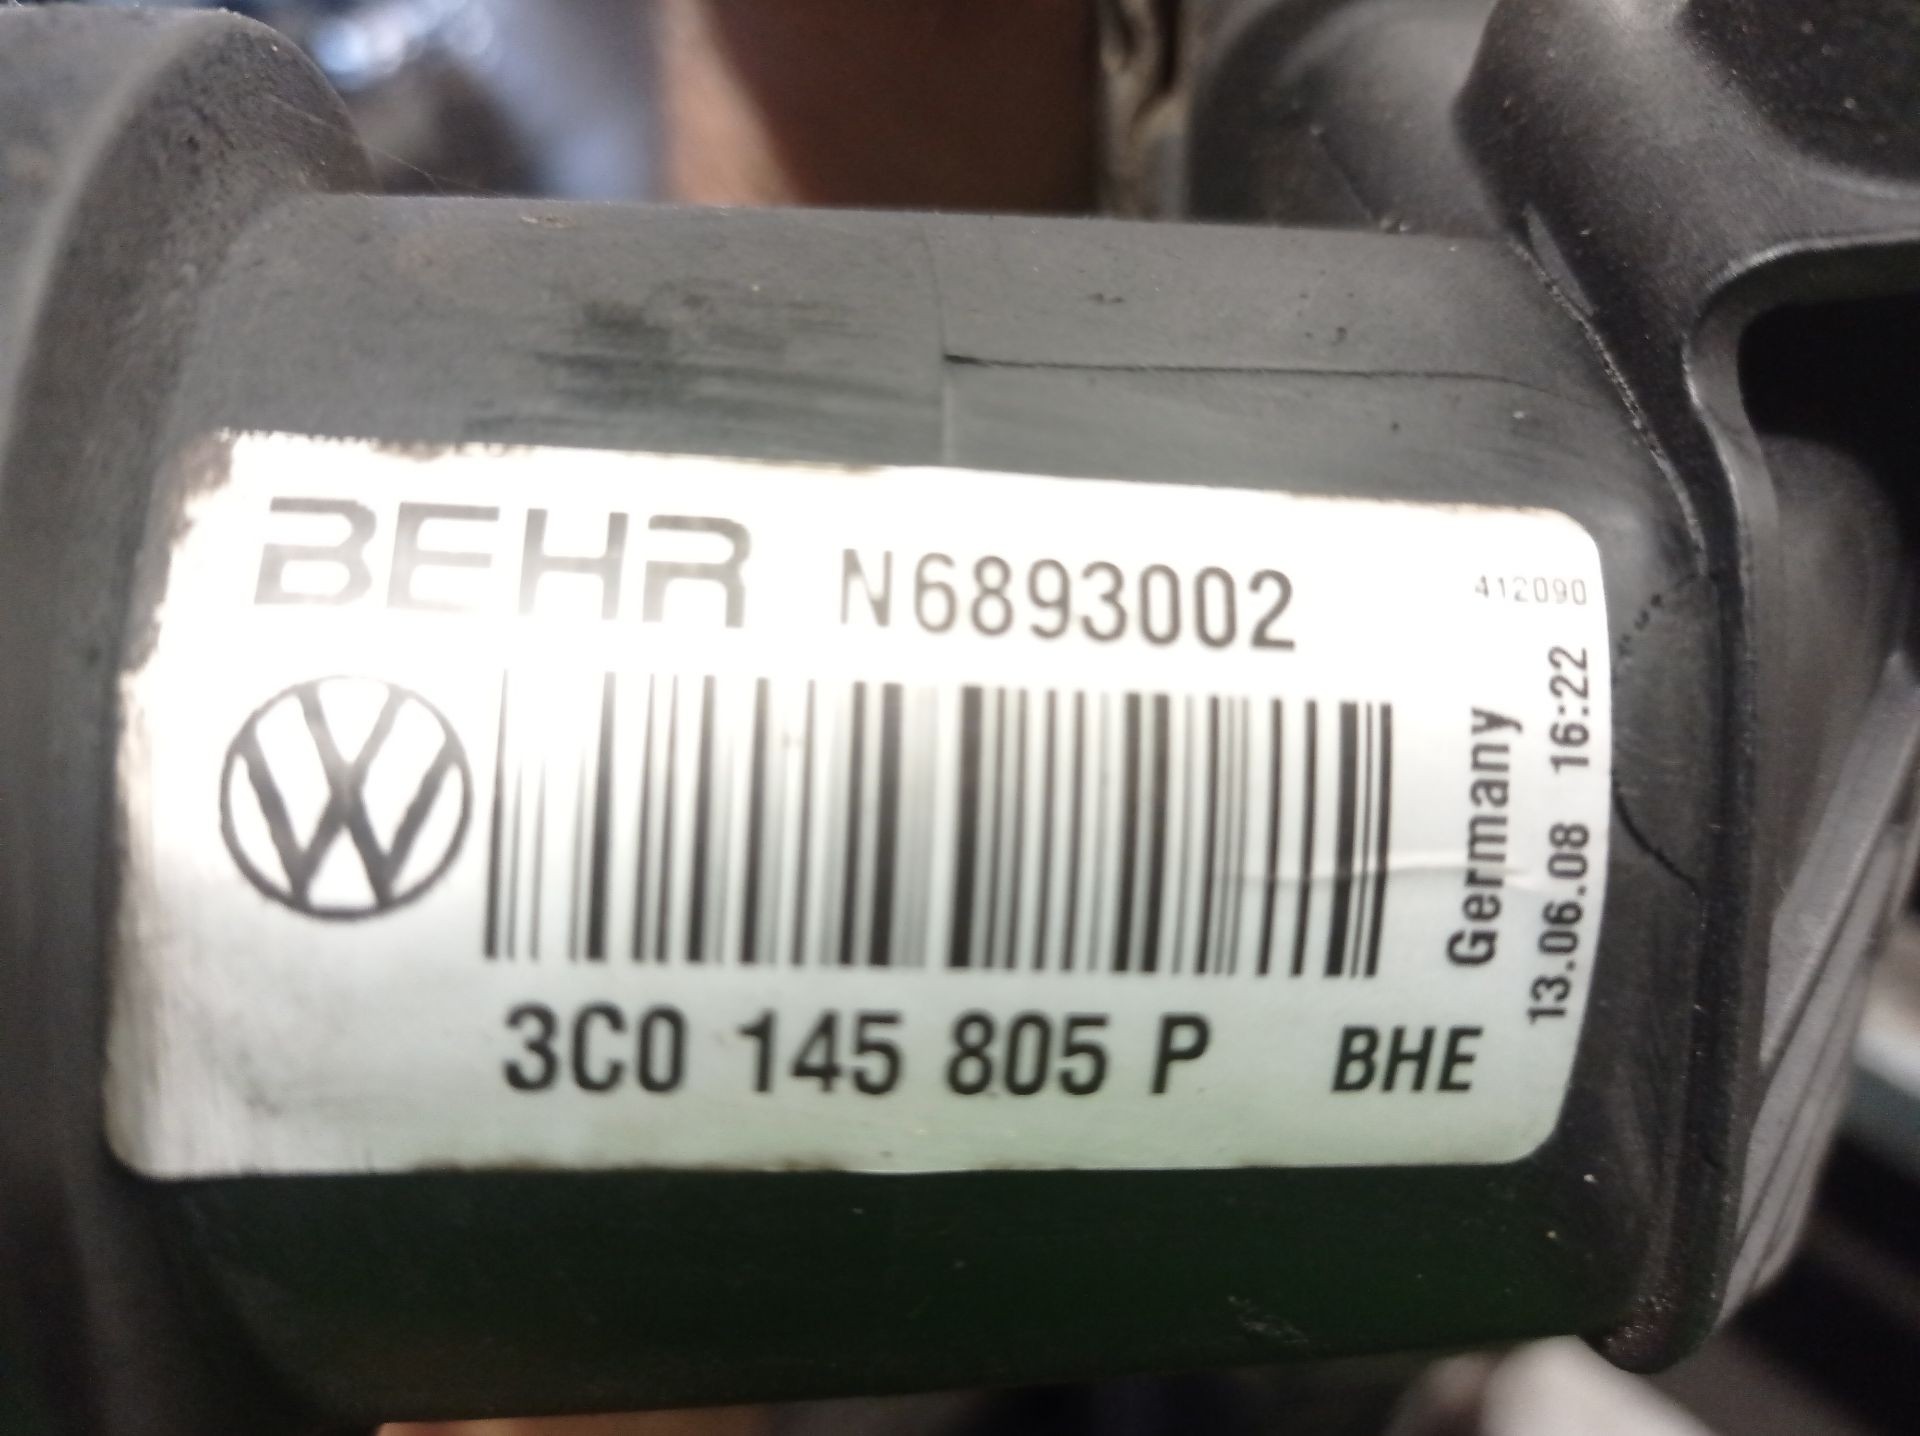 BEHR N6893002
412090
Germany
13.06.08 16:22
3C0 145 805 P BHE